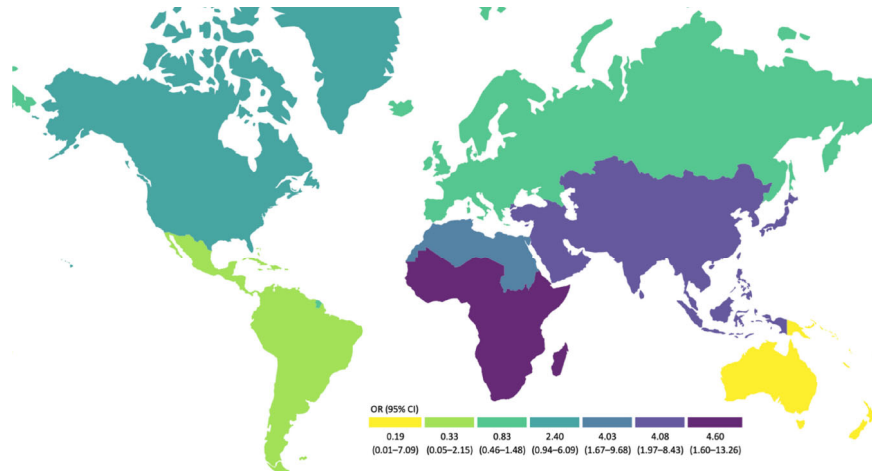 OR (95% CI)
0.19 0.33 0.83 2.40 4.03 4.08 4.60
(0.01–7.09) (0.05–2.15) (0.46–1.48) (0.94–6.09) (1.67–9.68) (1.97–8.43) (1.60–13.26)